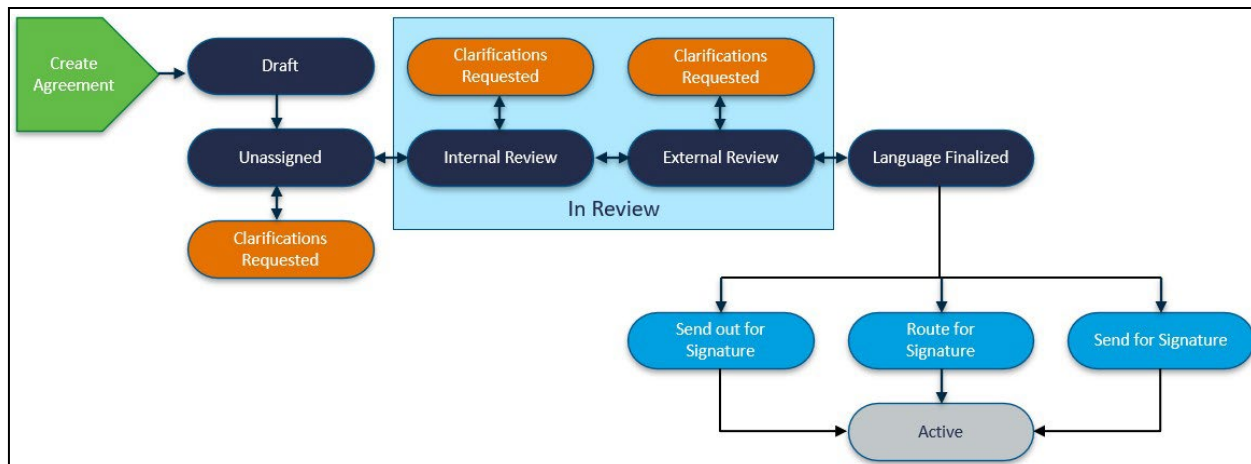 Create
Agreement
Draft
Clarifications
Requested
Clarifications
Requested
Unassigned
Internal Review
External Review
Language Finalized
In Review
Clarifications
Requested
Send out for
Signature
Route for
Signature
Send for Signature
Active